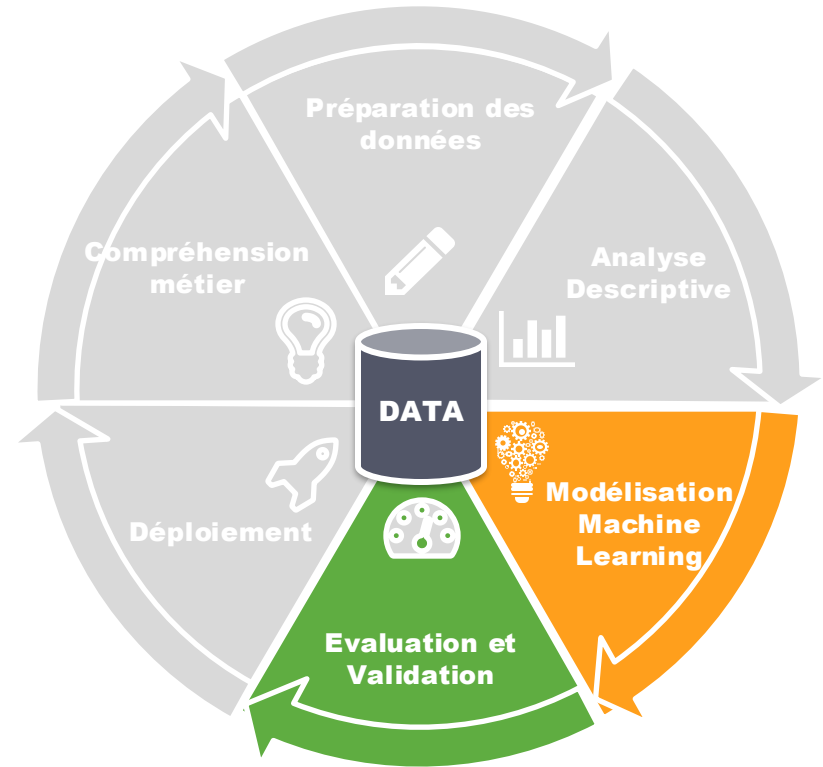 Préparation des
données
Compréhension
métier
Analyse
Descriptive
DATA
Modélisation
Machine
Learning
Déploiement
Evaluation et
Validation